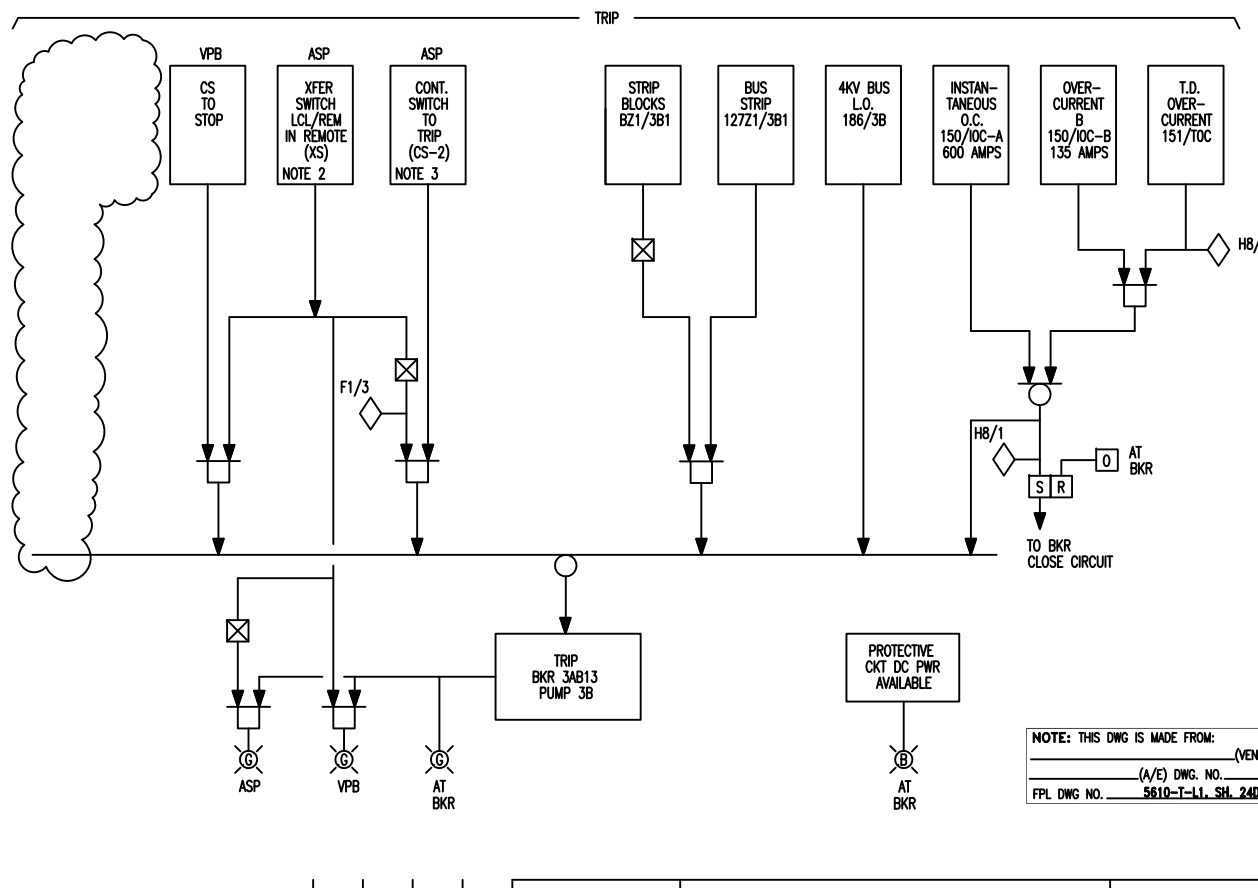 TRIP
VPB
ASP
ASP
CS
TO
STOP
XFER
SWITCH
LCL/REM
IN REMOTE
(XS)
NOTE 2
CONT.
SWITCH
TO
TRIP
(CS-2)
NOTE 3
STRIP
BLOCKS
BZ1/3B1
BUS
STRIP
127Z1/3B1
4KV BUS
L.O.
186/3B
INSTAN-
TANEOUS
O.C.
150/IOC-A
600 AMPS
OVER-
CURRENT
B
150/IOC-B
135 AMPS
T.D.
OVER-
CURRENT
151/TOC
H8/
F1/3
H8/1
S R
O
AT
BKR
TO BKR
CLOSE CIRCUIT
TRIP
BKR 3AB13
PUMP 3B
PROTECTIVE
CKT DC PWR
AVAILABLE
G
ASP
G
VPB
G
AT
BKR
B
AT
BKR
NOTE: THIS DWG IS MADE FROM:
(VEN
(A/E) DWG. NO.
FPL DWG NO. 5610-T-L1, SH. 24D